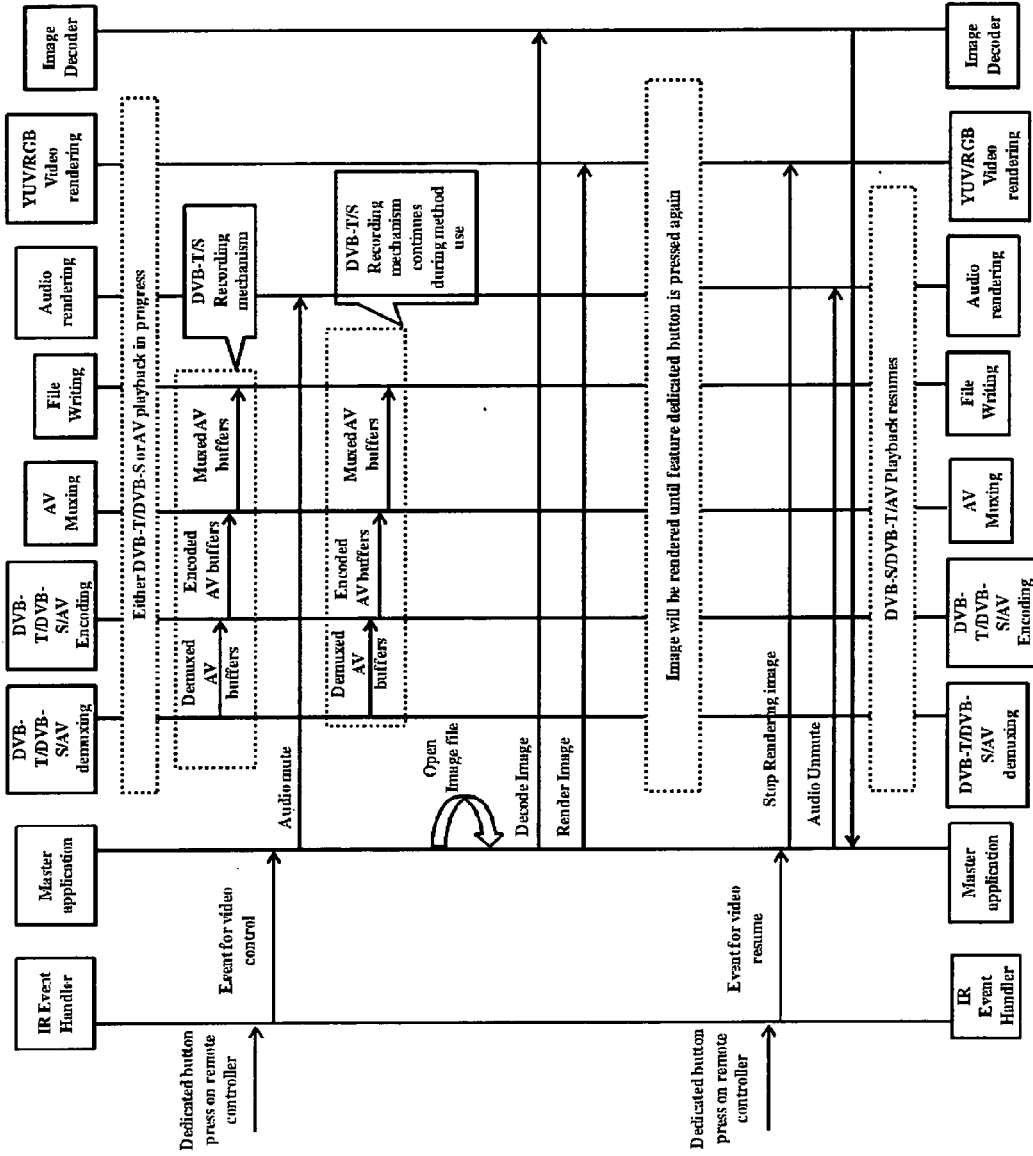 IR Event
Handler
Master
application
DVB-
T/DVB-
S/AV
demuxing
DVB-
T/DVB-
S/AV
Encoding
AV
Muxing
File
Writing
Audio
rendering
YUV/RGB
Video
rendering
Image
Decoder
Either DVB-T/DVB-S or AV playback in progress
Demuxed
AV
buffers
Encoded
AV buffers
Muxed AV
buffers
DVB-T/S
Recording
mechanism
Dedicated button
press on remote
controller
Event for video
control
Audio mute
Demuxed
AV
buffers
Encoded
AV buffers
Muxed AV
buffers
DVB-T/S
Recording
mechanism
continues
during method
use
Open
Image file
Decode Image
Render Image
Image will be rendered until feature dedicated button is pressed again
Dedicated button
press on remote
controller
Event for video
resume
Stop Rendering image
Audio Unmute
DVB-S/DVB-T/AV Playback resumes
IR
Event
Handler
Master
application
DVB-T/DVB-
S/AV
demuxing
DVB-
T/DVB-
S/AV
Encoding
AV
Muxing
File
Writing
Audio
rendering
YUV/RGB
Video
rendering
Image
Decoder